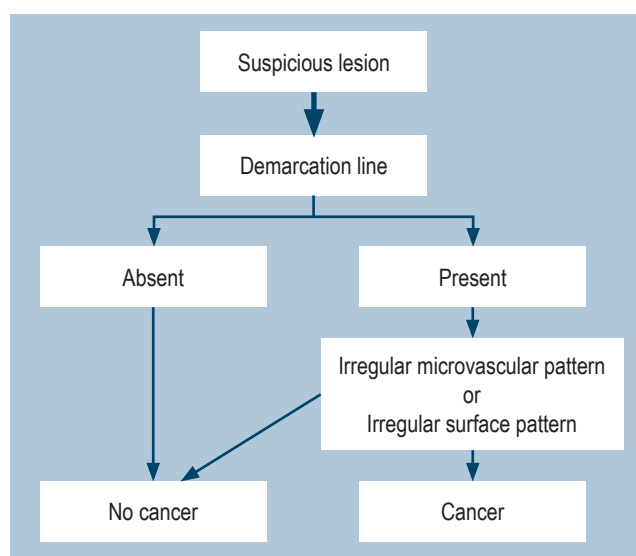 Suspicious lesion
Demarcation line
Absent
Present
Irregular microvascular pattern
or
Irregular surface pattern
No cancer
Cancer